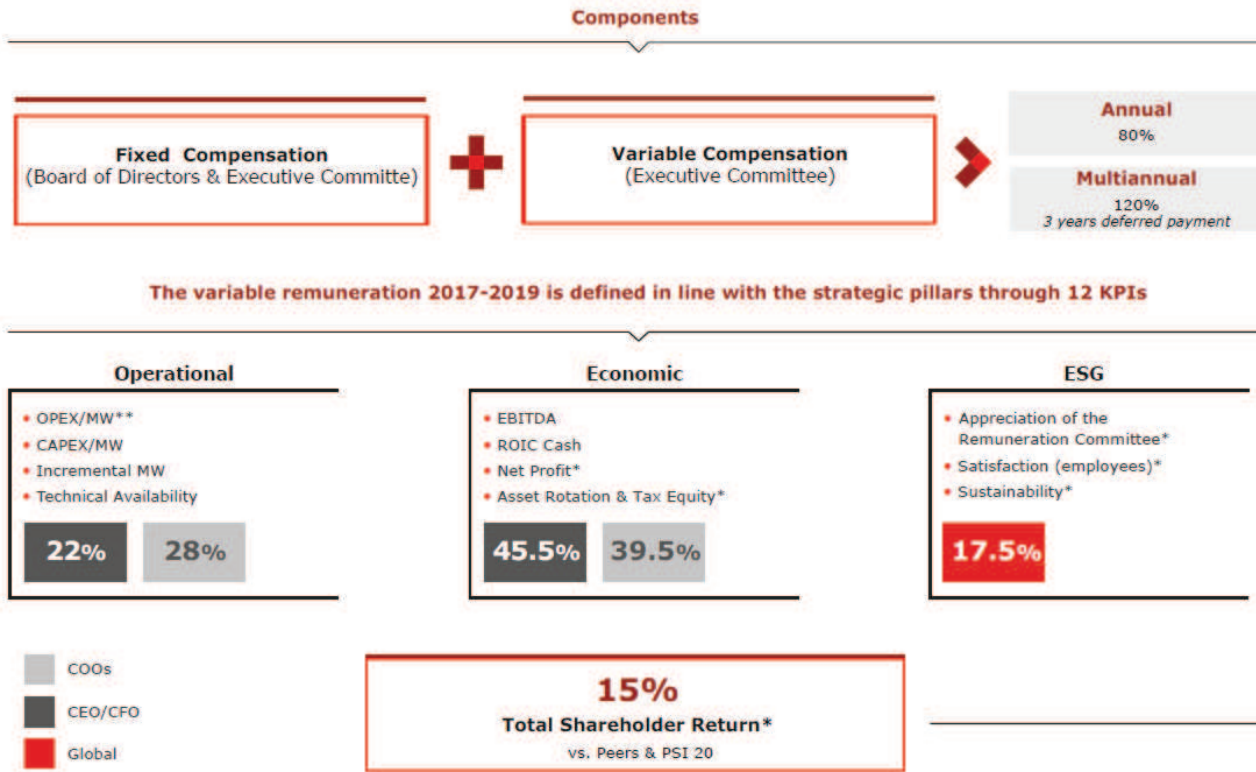 Components
Fixed Compensation
(Board of Directors & Executive Committe)
Variable Compensation
(Executive Committee)
Annual
80%
Multiannual
120%
3 years deferred payment
The variable remuneration 2017-2019 is defined in line with the strategic pillars through 12 KPIs
Operational
• OPEX/MW**
• CAPEX/MW
• Incremental MW
• Technical Availability
22%
28%
Economic
• EBITDA
• ROIC Cash
• Net Profit*
• Asset Rotation & Tax Equity*
45.5%
39.5%
ESG
• Appreciation of the
Remuneration Committee*
• Satisfaction (employees)*
• Sustainability*
17.5%
COOs
CEO/CFO
Global
15%
Total Shareholder Return*
vs. Peers & PSI 20